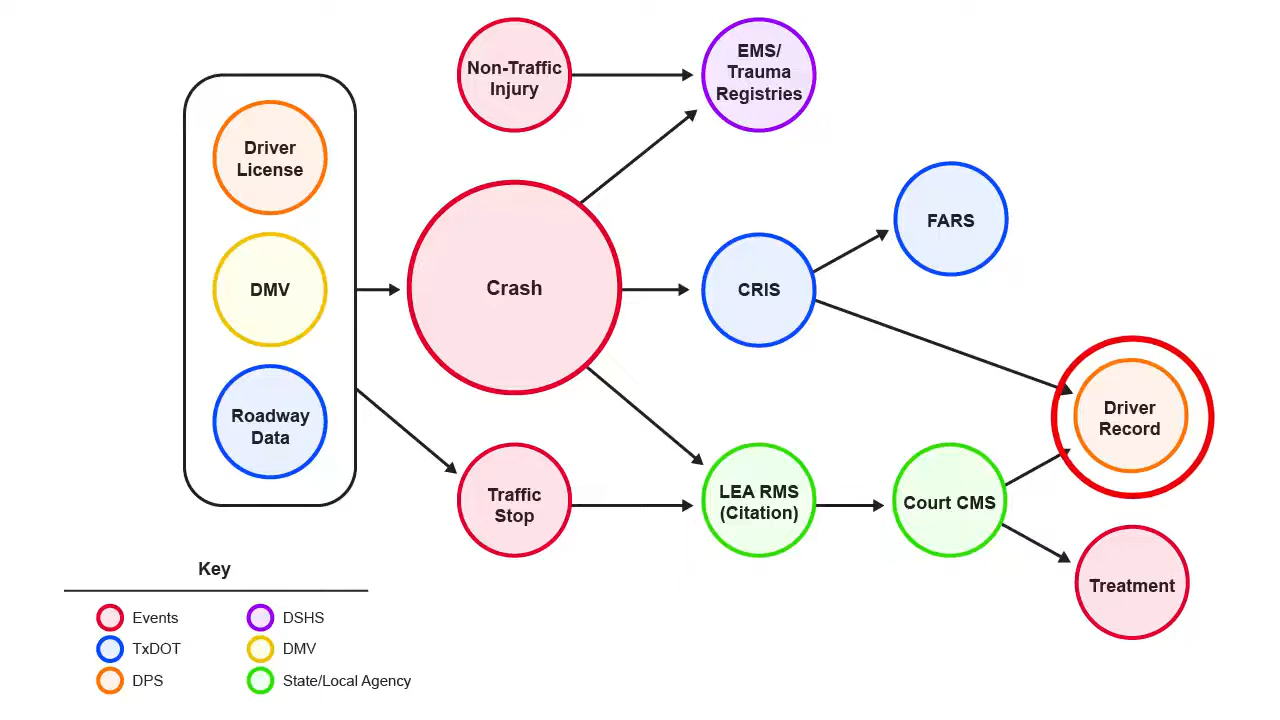 Non-Traffic
Injury
EMS/
Trauma
Registries
Driver
License
DMV
Roadway
Data
Crash
CRIS
FARS
Driver
Record
Traffic
Stop
LEA RMS
(Citation)
Court CMS
Treatment
Key
Events
TxDOT
DPS
DSHS
DMV
State/Local Agency